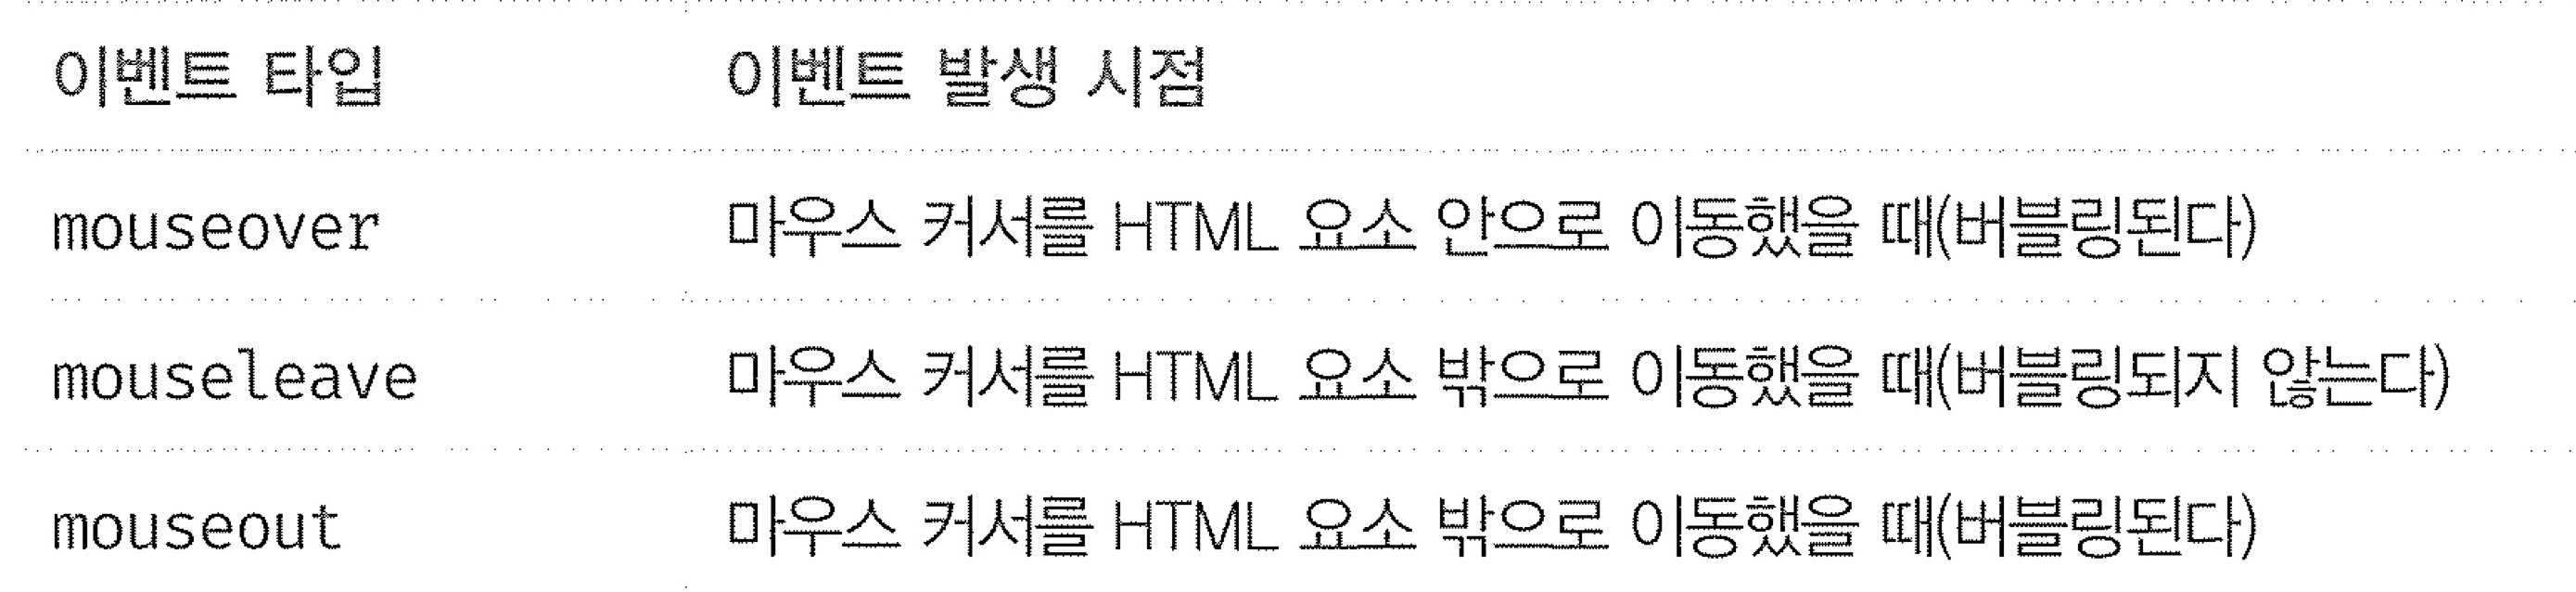 이벤트 타입 이벤트 발생 시점
mouseover 마우스 커서를 HTML 요소 안으로 이동했을 때(버블링된다)
mouseleave 마우스 커서를 HTML 요소 밖으로 이동했을 때(버블링되지 않는다)
mouseout 마우스 커서를 HTML 요소 밖으로 이동했을 때(버블링된다)